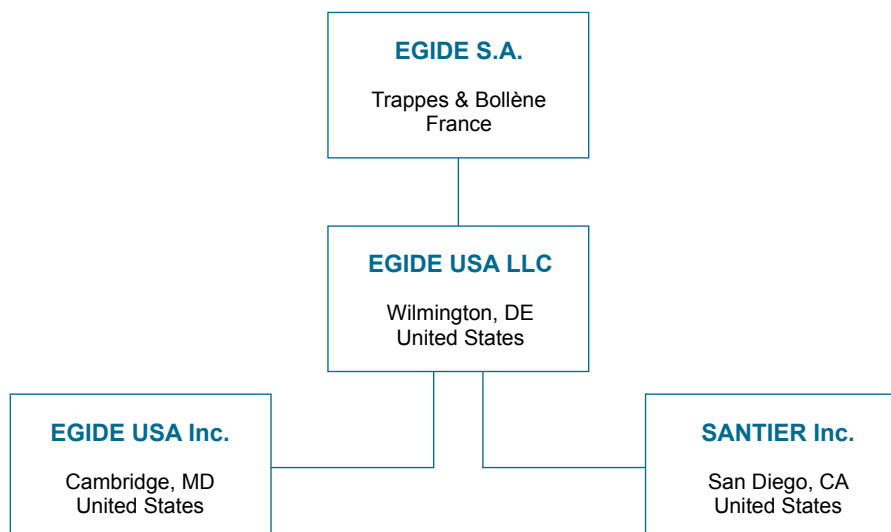 EGIDE S.A.
Trappes & Bollène
France
EGIDE USA LLC
Wilmington, DE
United States
EGIDE USA Inc.
Cambridge, MD
United States
SANTIER Inc.
San Diego, CA
United States